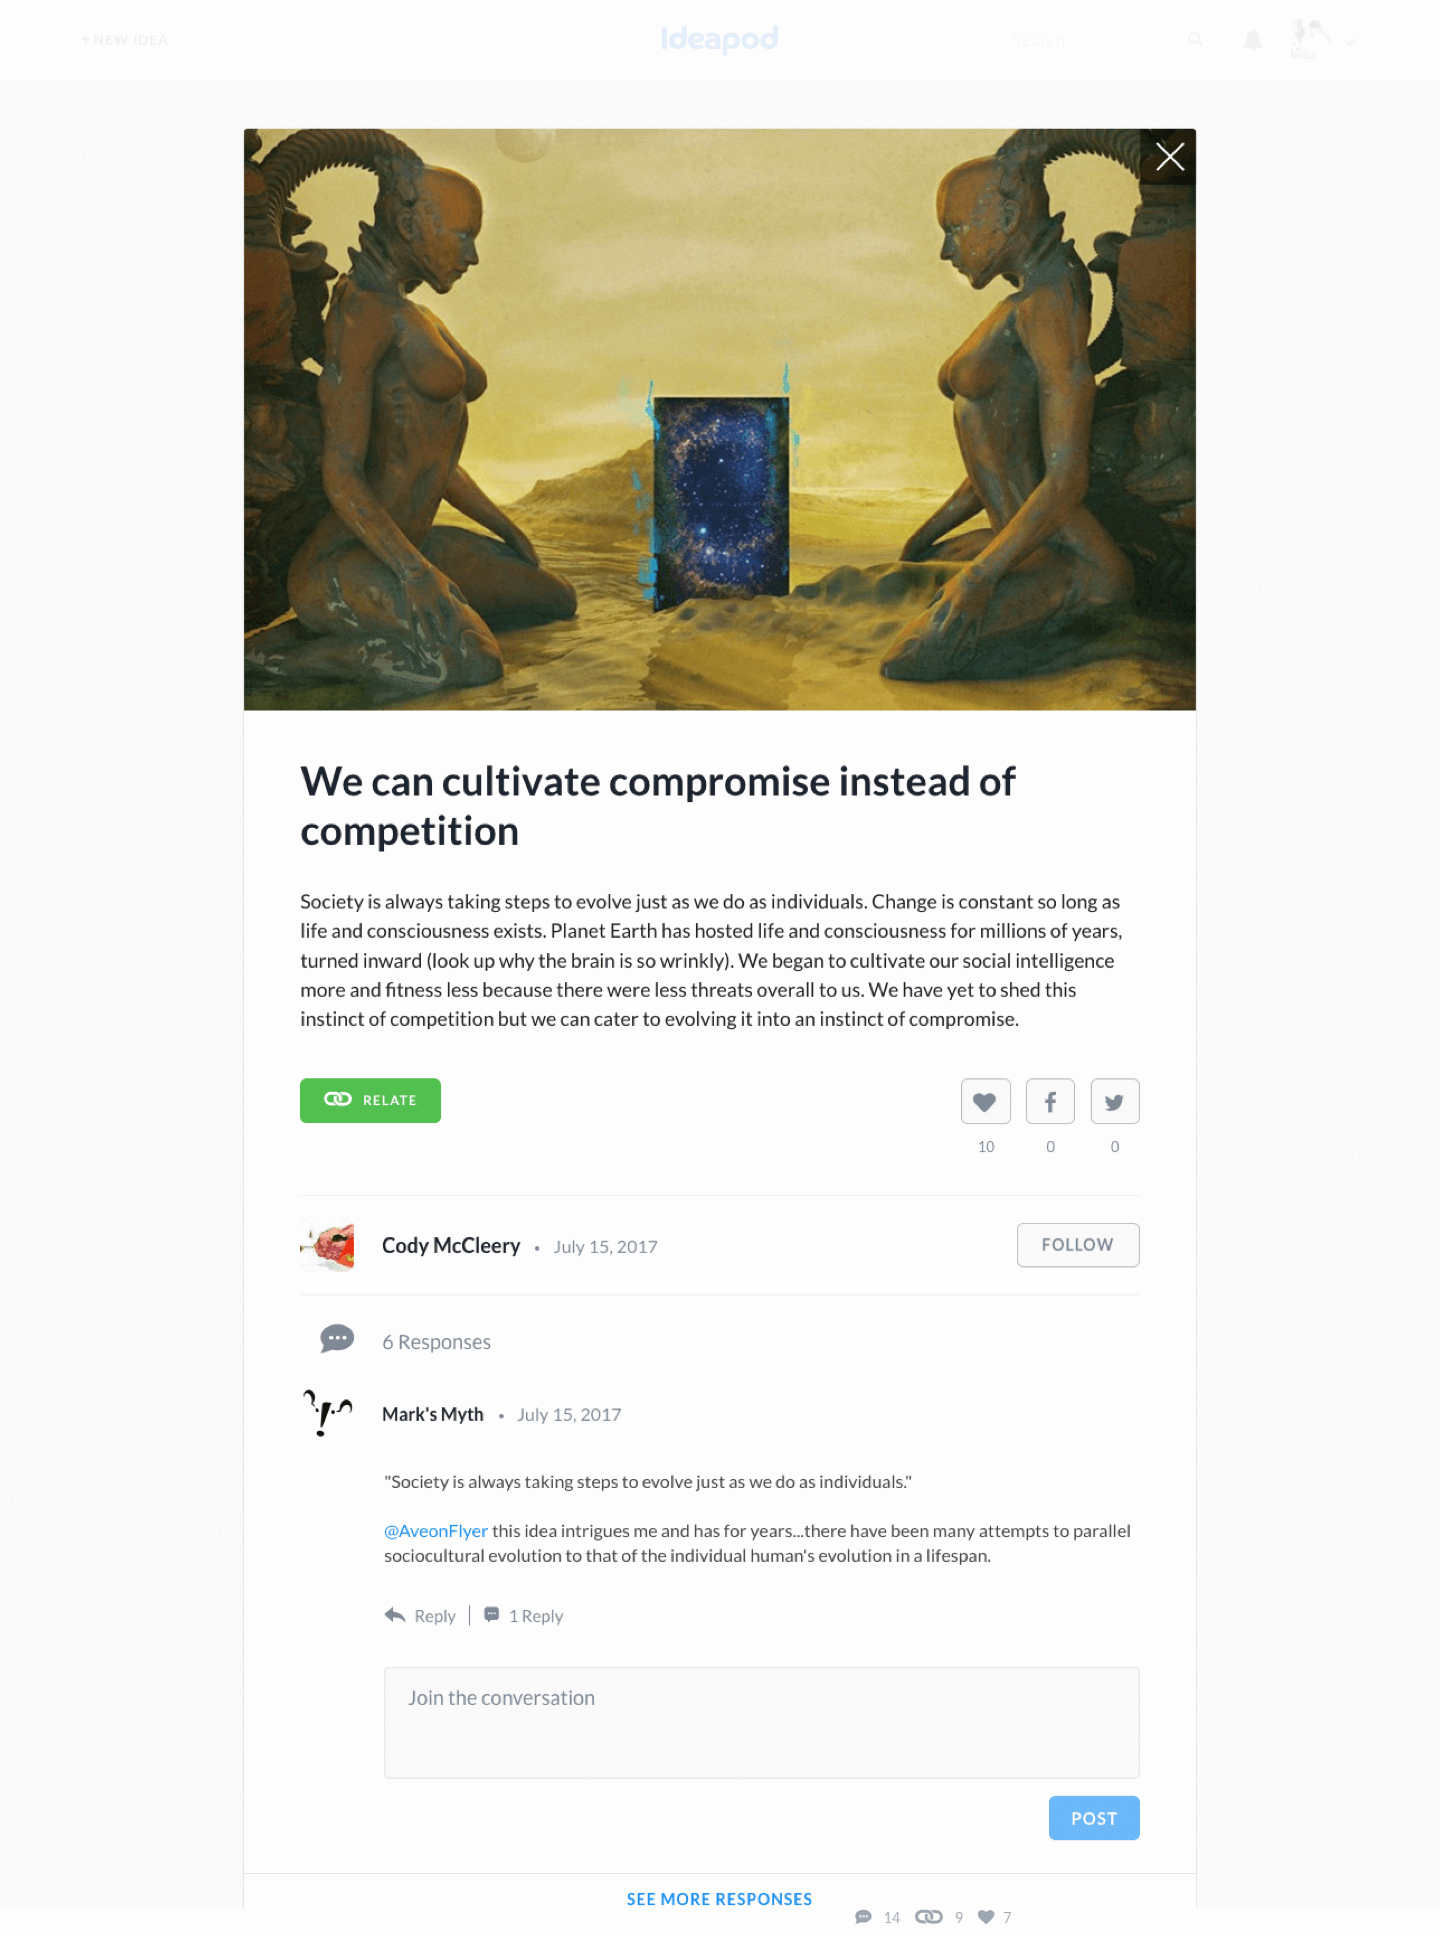 + NEW IDEA
Ideapod
Search
We can cultivate compromise instead of
competition
Society is always taking steps to evolve just as we do as individuals. Change is constant so long as
life and consciousness exists. Planet Earth has hosted life and consciousness for millions of years,
turned inward (look up why the brain is so wrinkly). We began to cultivate our social intelligence
more and fitness less because there were less threats overall to us. We have yet to shed this
instinct of competition but we can cater to evolving it into an instinct of compromise.
RELATE
10 0 0
Cody McCleery • July 15, 2017
FOLLOW
6 Responses
Mark's Myth • July 15, 2017
"Society is always taking steps to evolve just as we do as individuals."
@AveonFlyer this idea intrigues me and has for years...there have been many attempts to parallel
sociocultural evolution to that of the individual human's evolution in a lifespan.
Reply | 1 Reply
Join the conversation
POST
SEE MORE RESPONSES
14 9 7